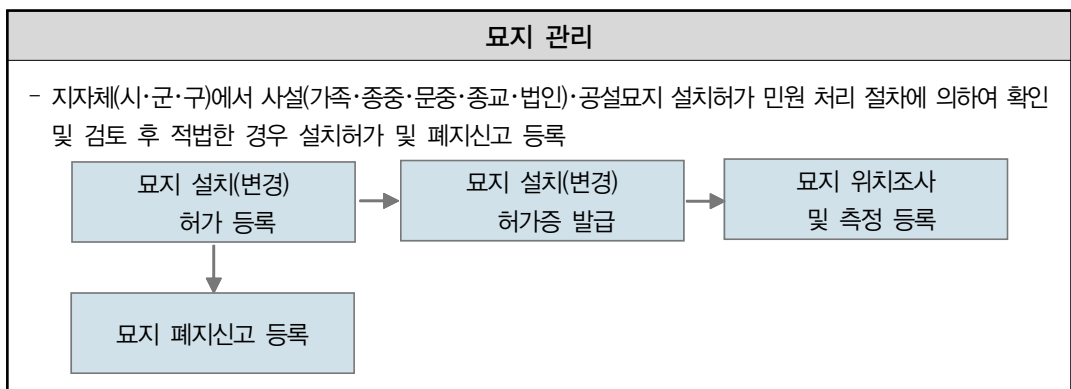 묘지 관리
- 지자체(시·군·구)에서 사설(가족·종중·문중·종교·법인)·공설묘지 설치허가 민원 처리 절차에 의하여 확인
및 검토 후 적법한 경우 설치허가 및 폐지신고 등록
묘지 설치(변경)
허가 등록
묘지 설치(변경)
허가증 발급
묘지 위치조사
및 측정 등록
묘지 폐지신고 등록